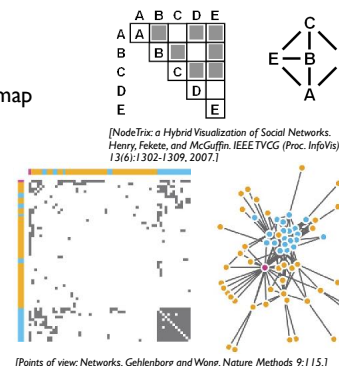 A B C D E
A A
B B
C C
D D
E E
C
E B
A
map
[NodeTrix: a Hybrid Visualization of Social Networks.
Henry, Fekete, and McGuffin. IEEE TVCG (Proc. InfoVis)
13(6):1302-1309, 2007.]
[Points of view: Networks. Gehlenborg and Wong. Nature Methods 9:115.]